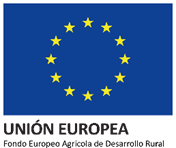 UNIÓN EUROPEA
Fondo Europeo Agrícola de Desarrollo Rural